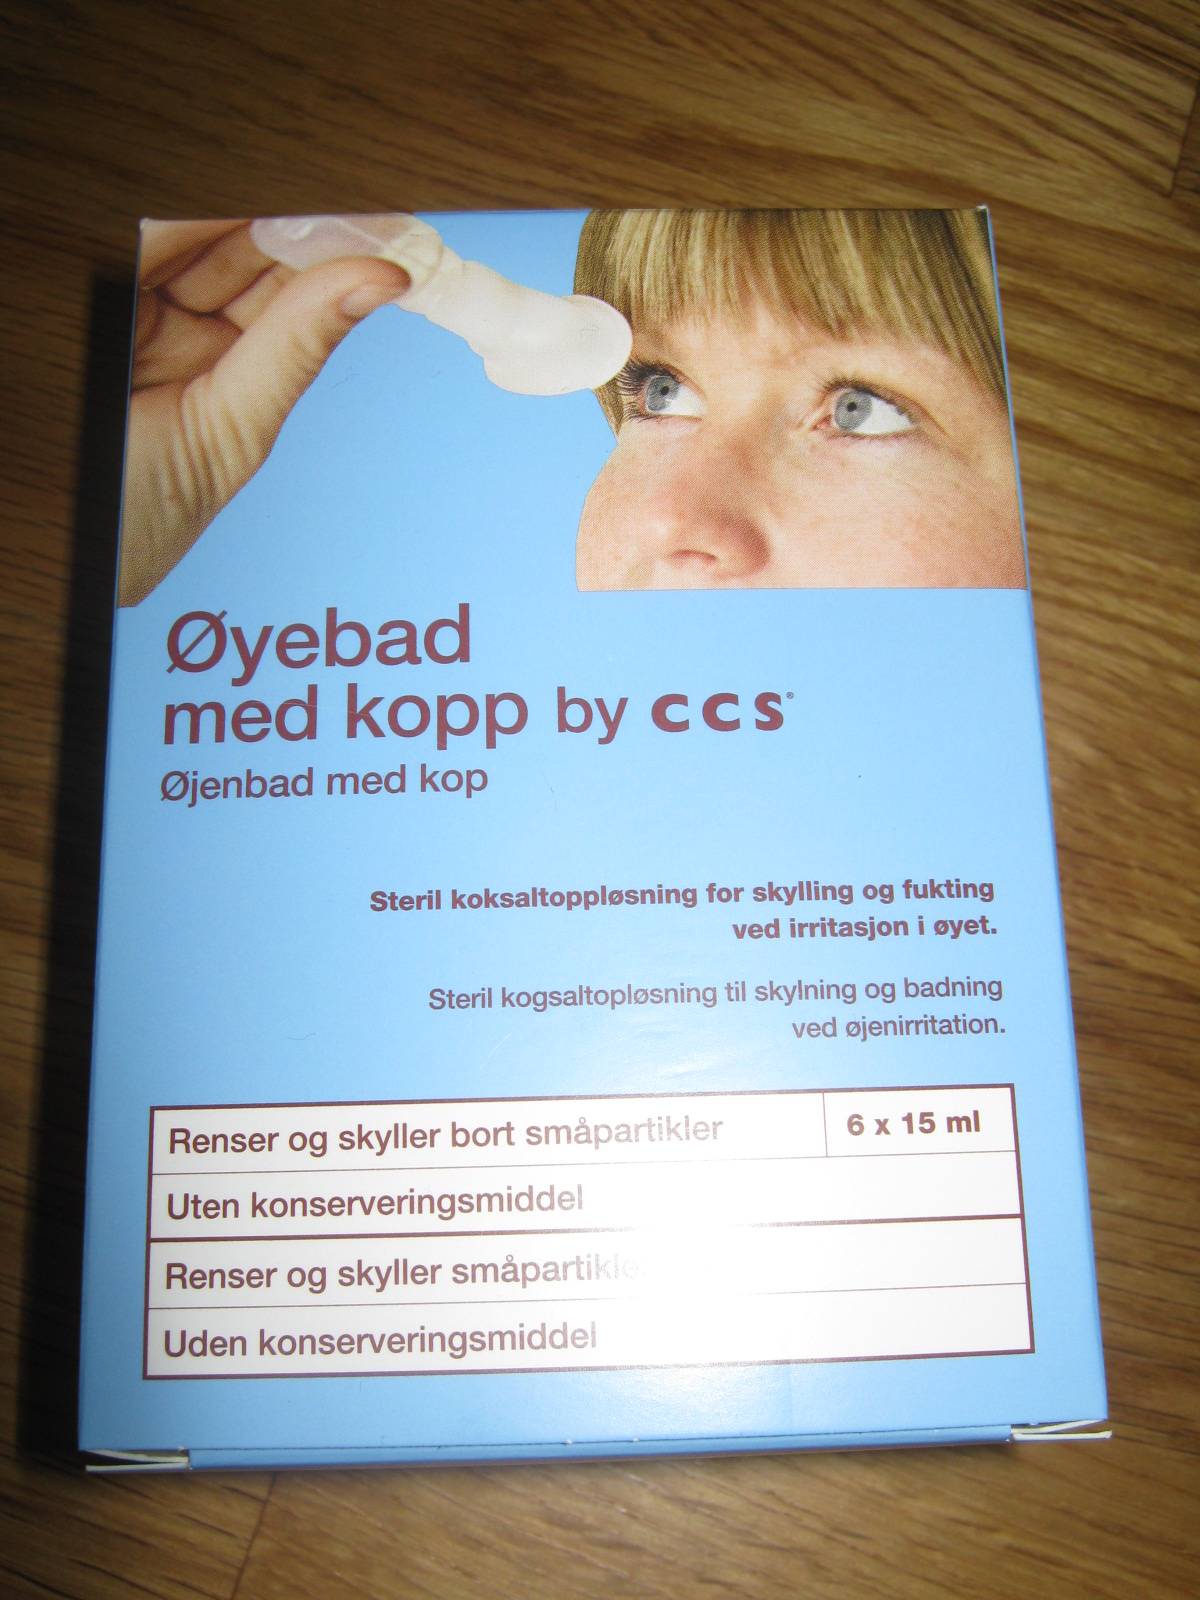 Øyebad
med kopp by ccs®
Øjenbad med kop
Steril koksaltoppløsning for skylling og fukting
ved irritasjon i øyet.
Steril kogsaltopløsning til skylning og badning
ved øjenirritation.
Renser og skyller bort småpartikler
6 x 15 ml
Uten konserveringsmiddel
Renser og skyller
Uden konserveringsmiddel